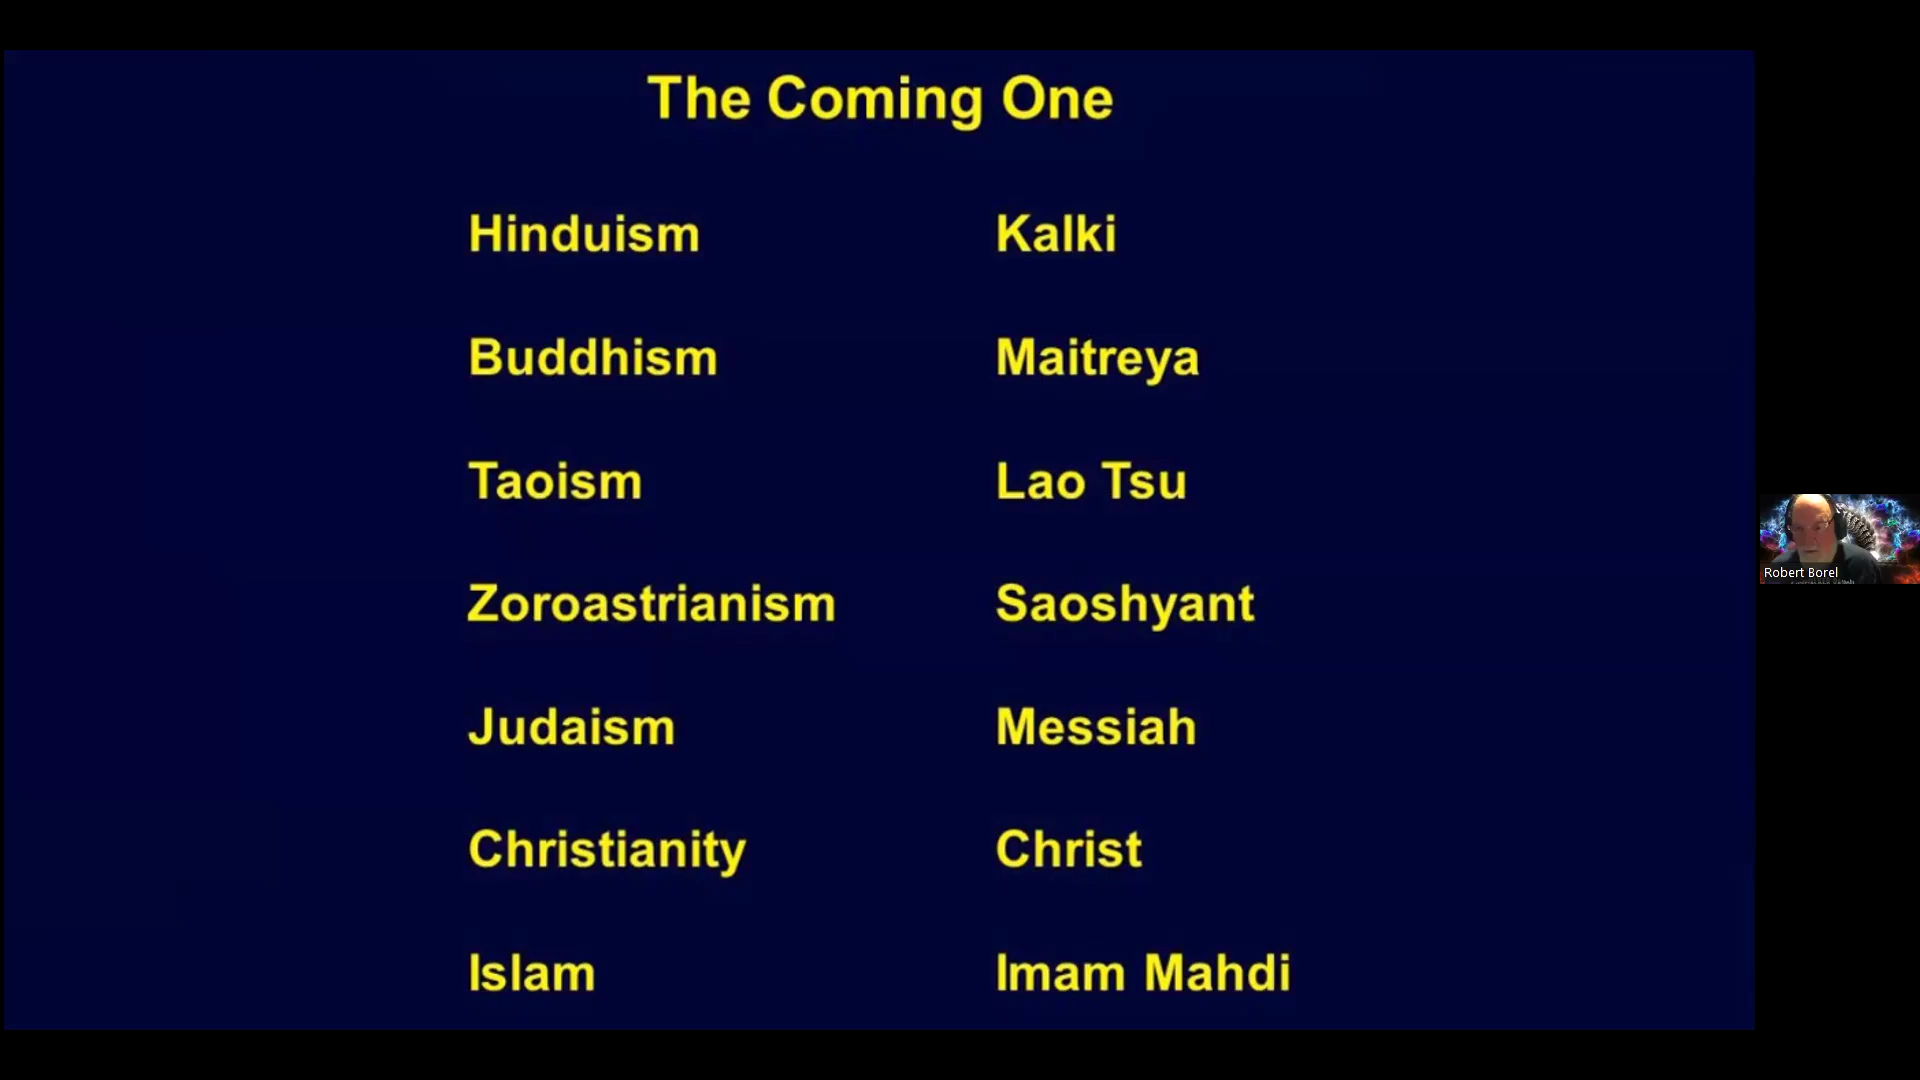 The Coming One
Hinduism Kalki
Buddhism Maitreya
Taoism Lao Tsu
Zoroastrianism Saoshyant
Judaism Messiah
Christianity Christ
Islam Imam Mahdi
Robert Borel